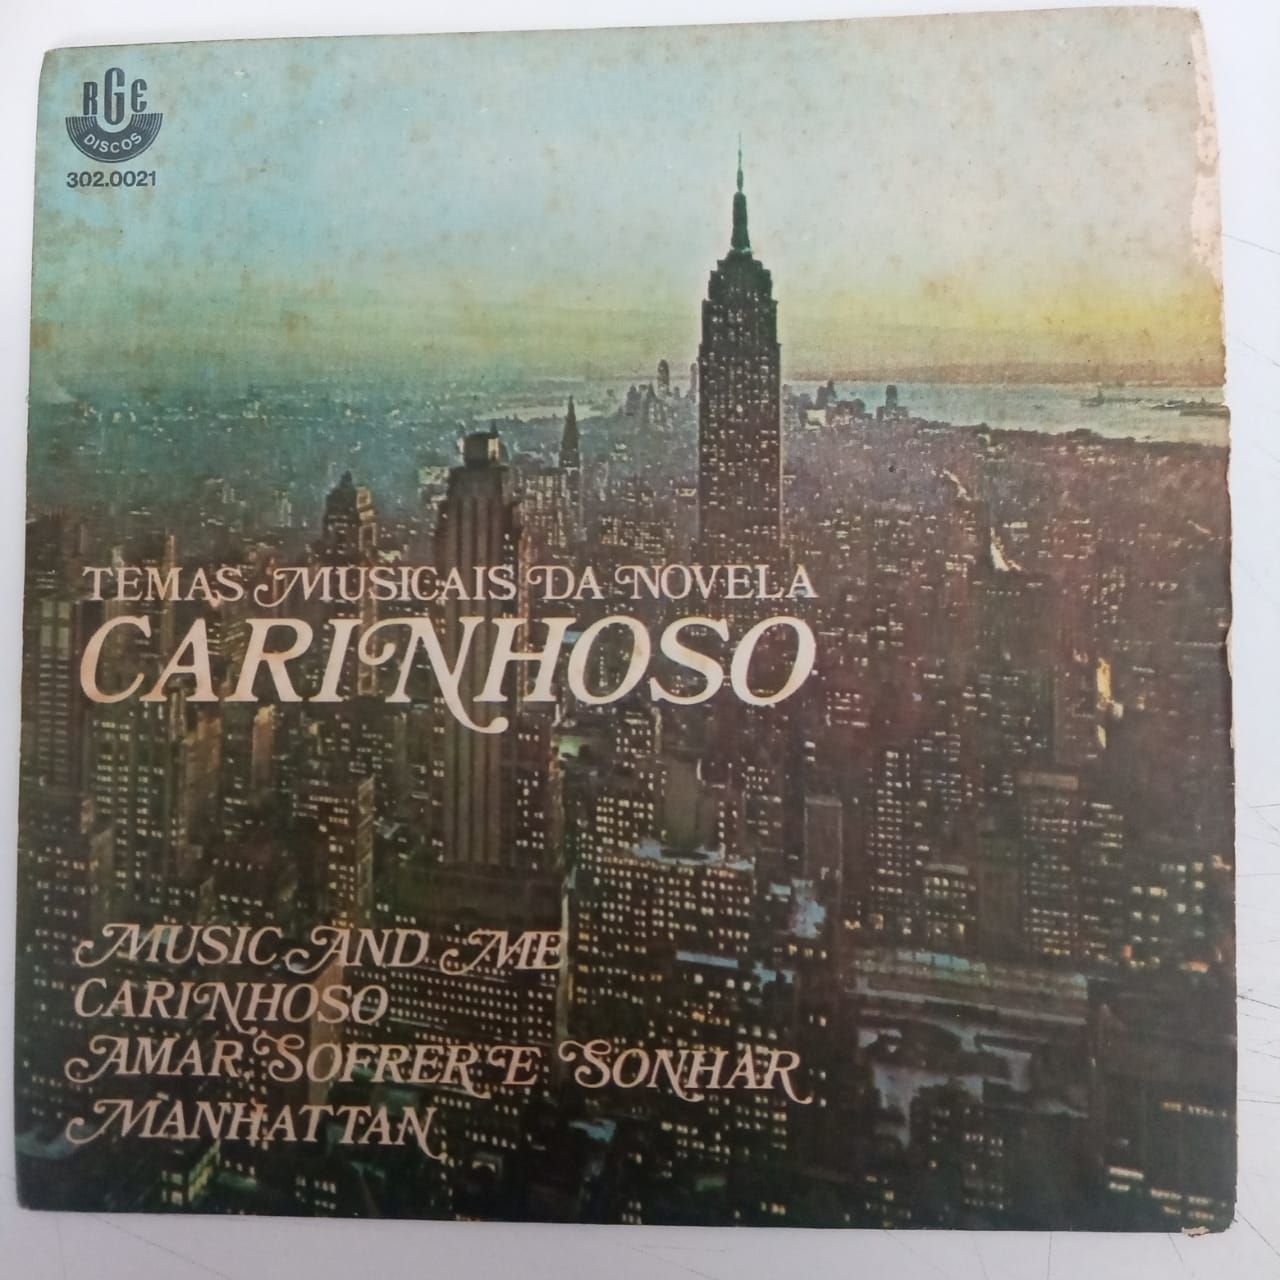 RGE
DISCOS
302.0021
TEMAS MUSICAIS DA NOVELA
CARINHOSO
MUSIC AND ME
CARINHOSO
AMAR, SOFRER E SONHAR
MANHATTAN